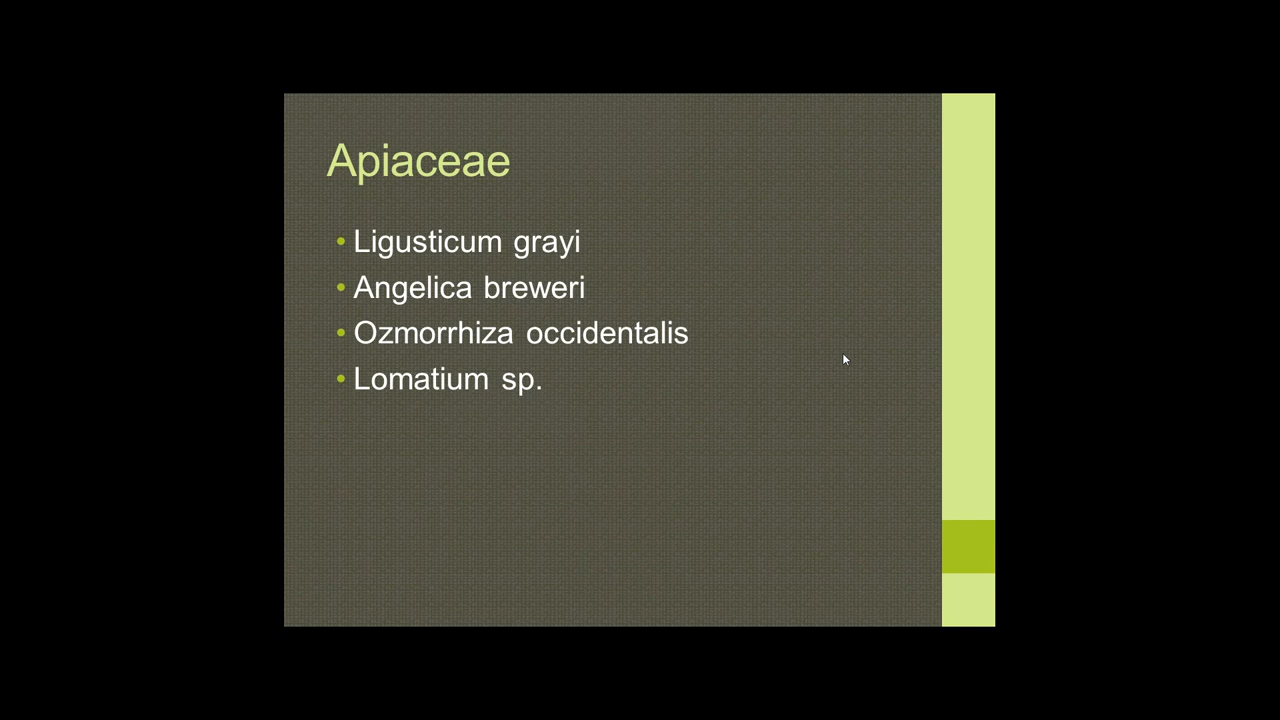 Apiaceae
• Ligusticum grayi
• Angelica breweri
• Ozmorrhiza occidentalis
• Lomatium sp.